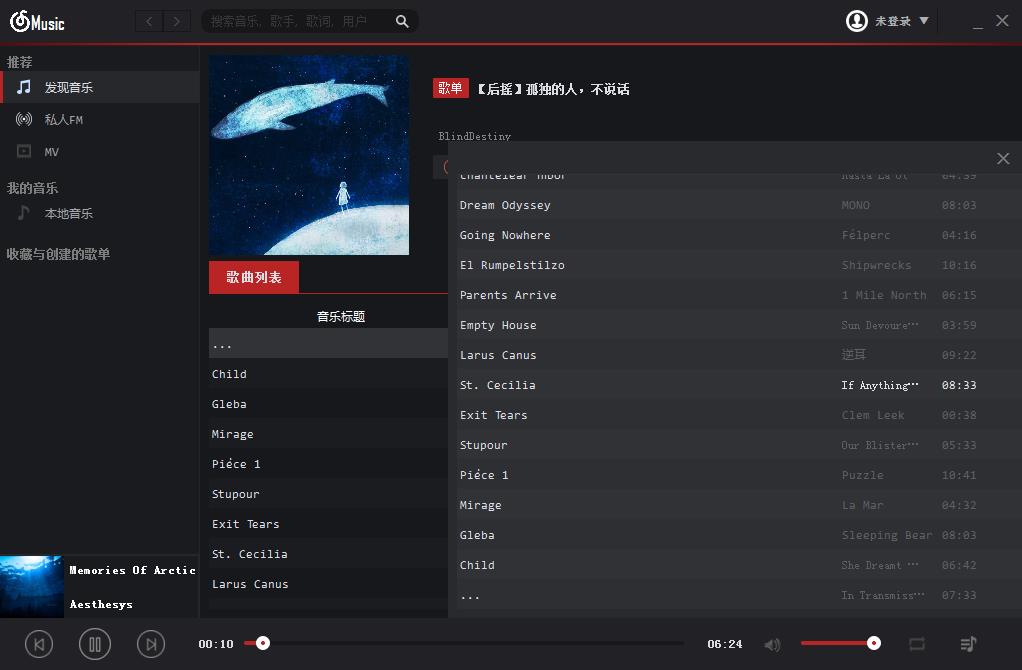 Music
搜索音乐, 歌手, 歌词, 用户
未登录
推荐
发现音乐
私人FM
MV
我的音乐
本地音乐
收藏与创建的歌单
歌单 【后摇】孤独的人，不说话
BlindDestiny
歌曲列表
音乐标题
...
Child
Gleba
Mirage
Piéce 1
Stupour
Exit Tears
St. Cecilia
Larus Canus
04:39
Dream Odyssey MONO 08:03
Going Nowhere Félperc 04:16
El Rumpelstilzo Shipwrecks 10:16
Parents Arrive 1 Mile North 06:15
Empty House Sun Devoure… 03:59
Larus Canus 逆耳 09:22
St. Cecilia If Anything… 08:33
Exit Tears Clem Leek 00:38
Stupour Our Blister… 05:33
Piéce 1 Puzzle 10:41
Mirage La Mar 04:32
Gleba Sleeping Bear 08:03
Child She Dreamt … 06:42
... In Transmiss… 07:33
Memories Of Arctic
Aesthesys
00:10
06:24